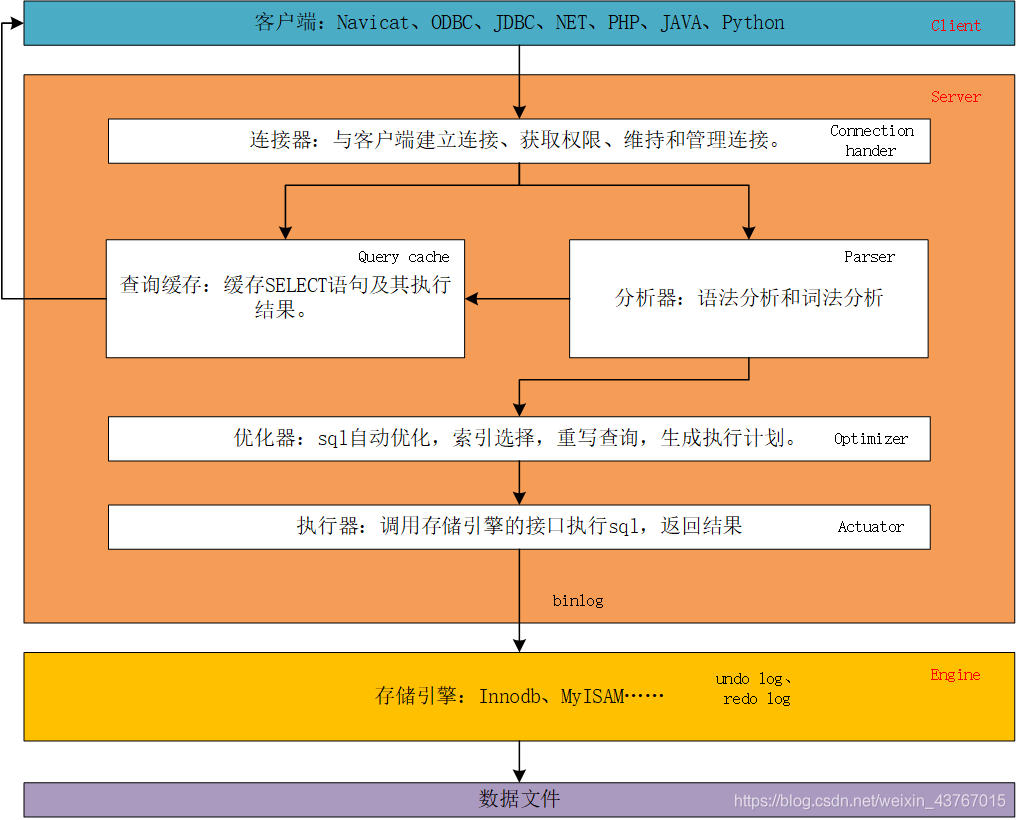 客户端：Navicat、ODBC、JDBC、NET、PHP、JAVA、Python
Client
Server
连接器：与客户端建立连接、获取权限、维持和管理连接。
Connection
hander
Query cache
查询缓存：缓存SELECT语句及其执行
结果。
Parser
分析器：语法分析和词法分析
优化器：sql自动优化，索引选择，重写查询，生成执行计划。
Optimizer
执行器：调用存储引擎的接口执行sql，返回结果
Actuator
binlog
Engine
存储引擎：Innodb、MyISAM……
undo log、
redo log
数据文件
https://blog.csdn.net/weixin_43767015